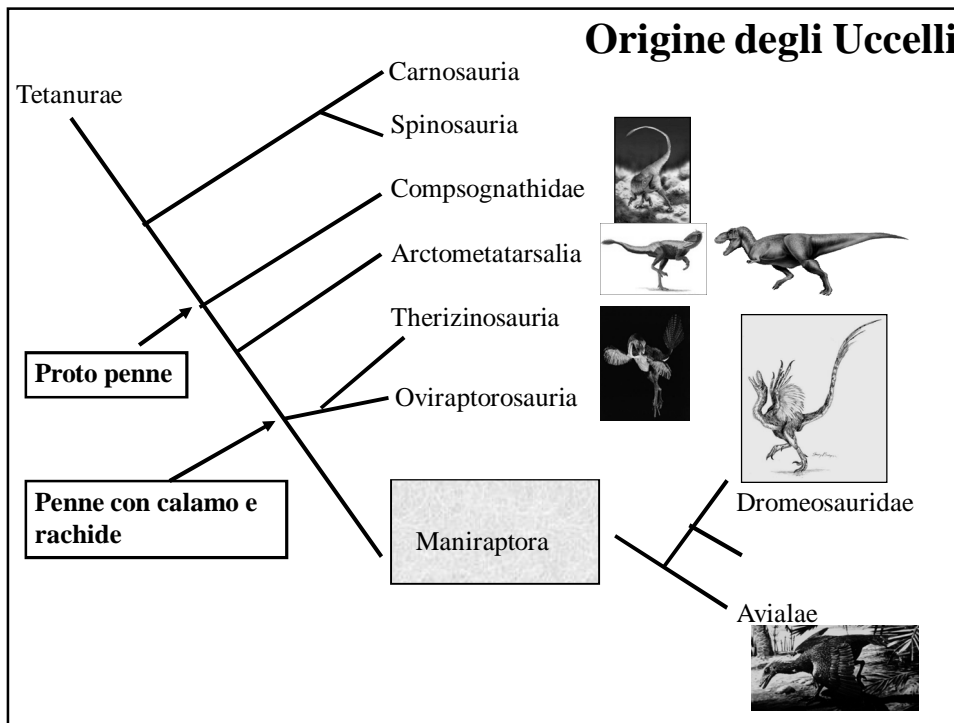 Origine degli Uccelli
Carnosauria
Tetanurae
Spinosauria
Compsognathidae
Arctometatarsalia
Therizinosauria
Proto penne
Oviraptorosauria
Penne con calamo e
rachide
Dromeosauridae
Maniraptora
Avialae